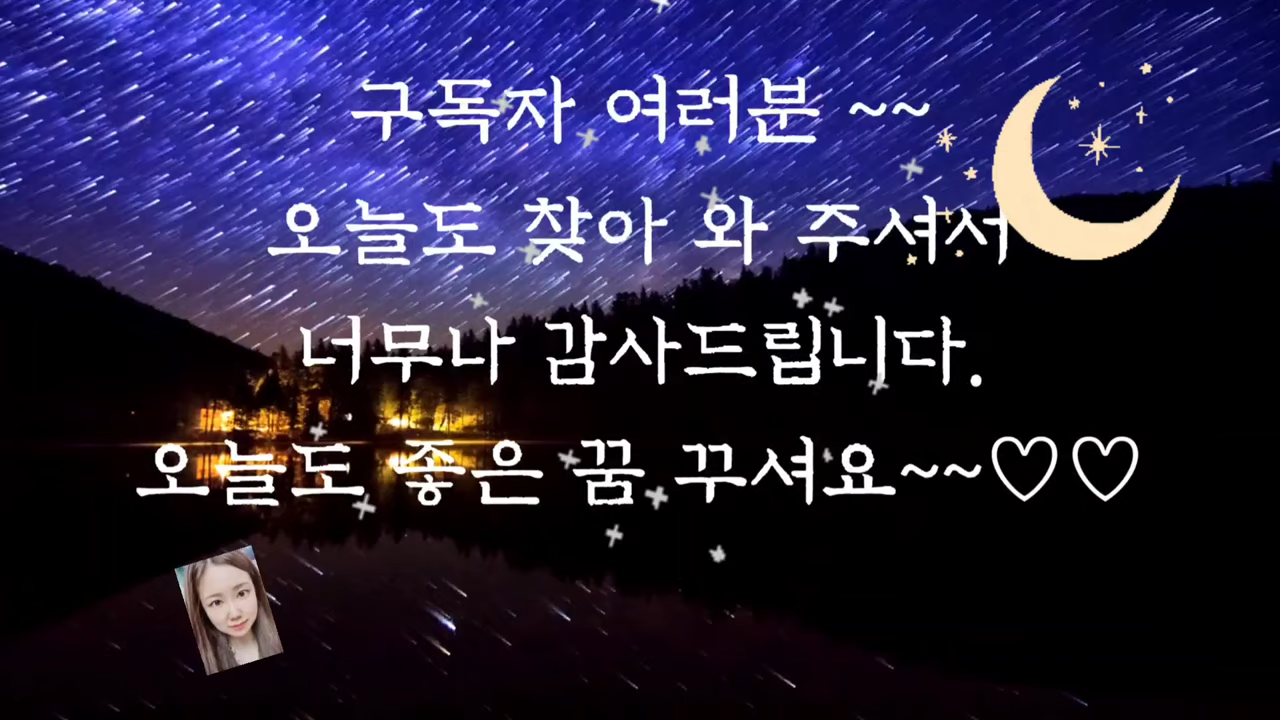 구독자 여러분 ~~
오늘도 찾아 와 주셔서
너무나 감사드립니다.
오늘도 좋은 꿈 꾸셔요~~♡♡